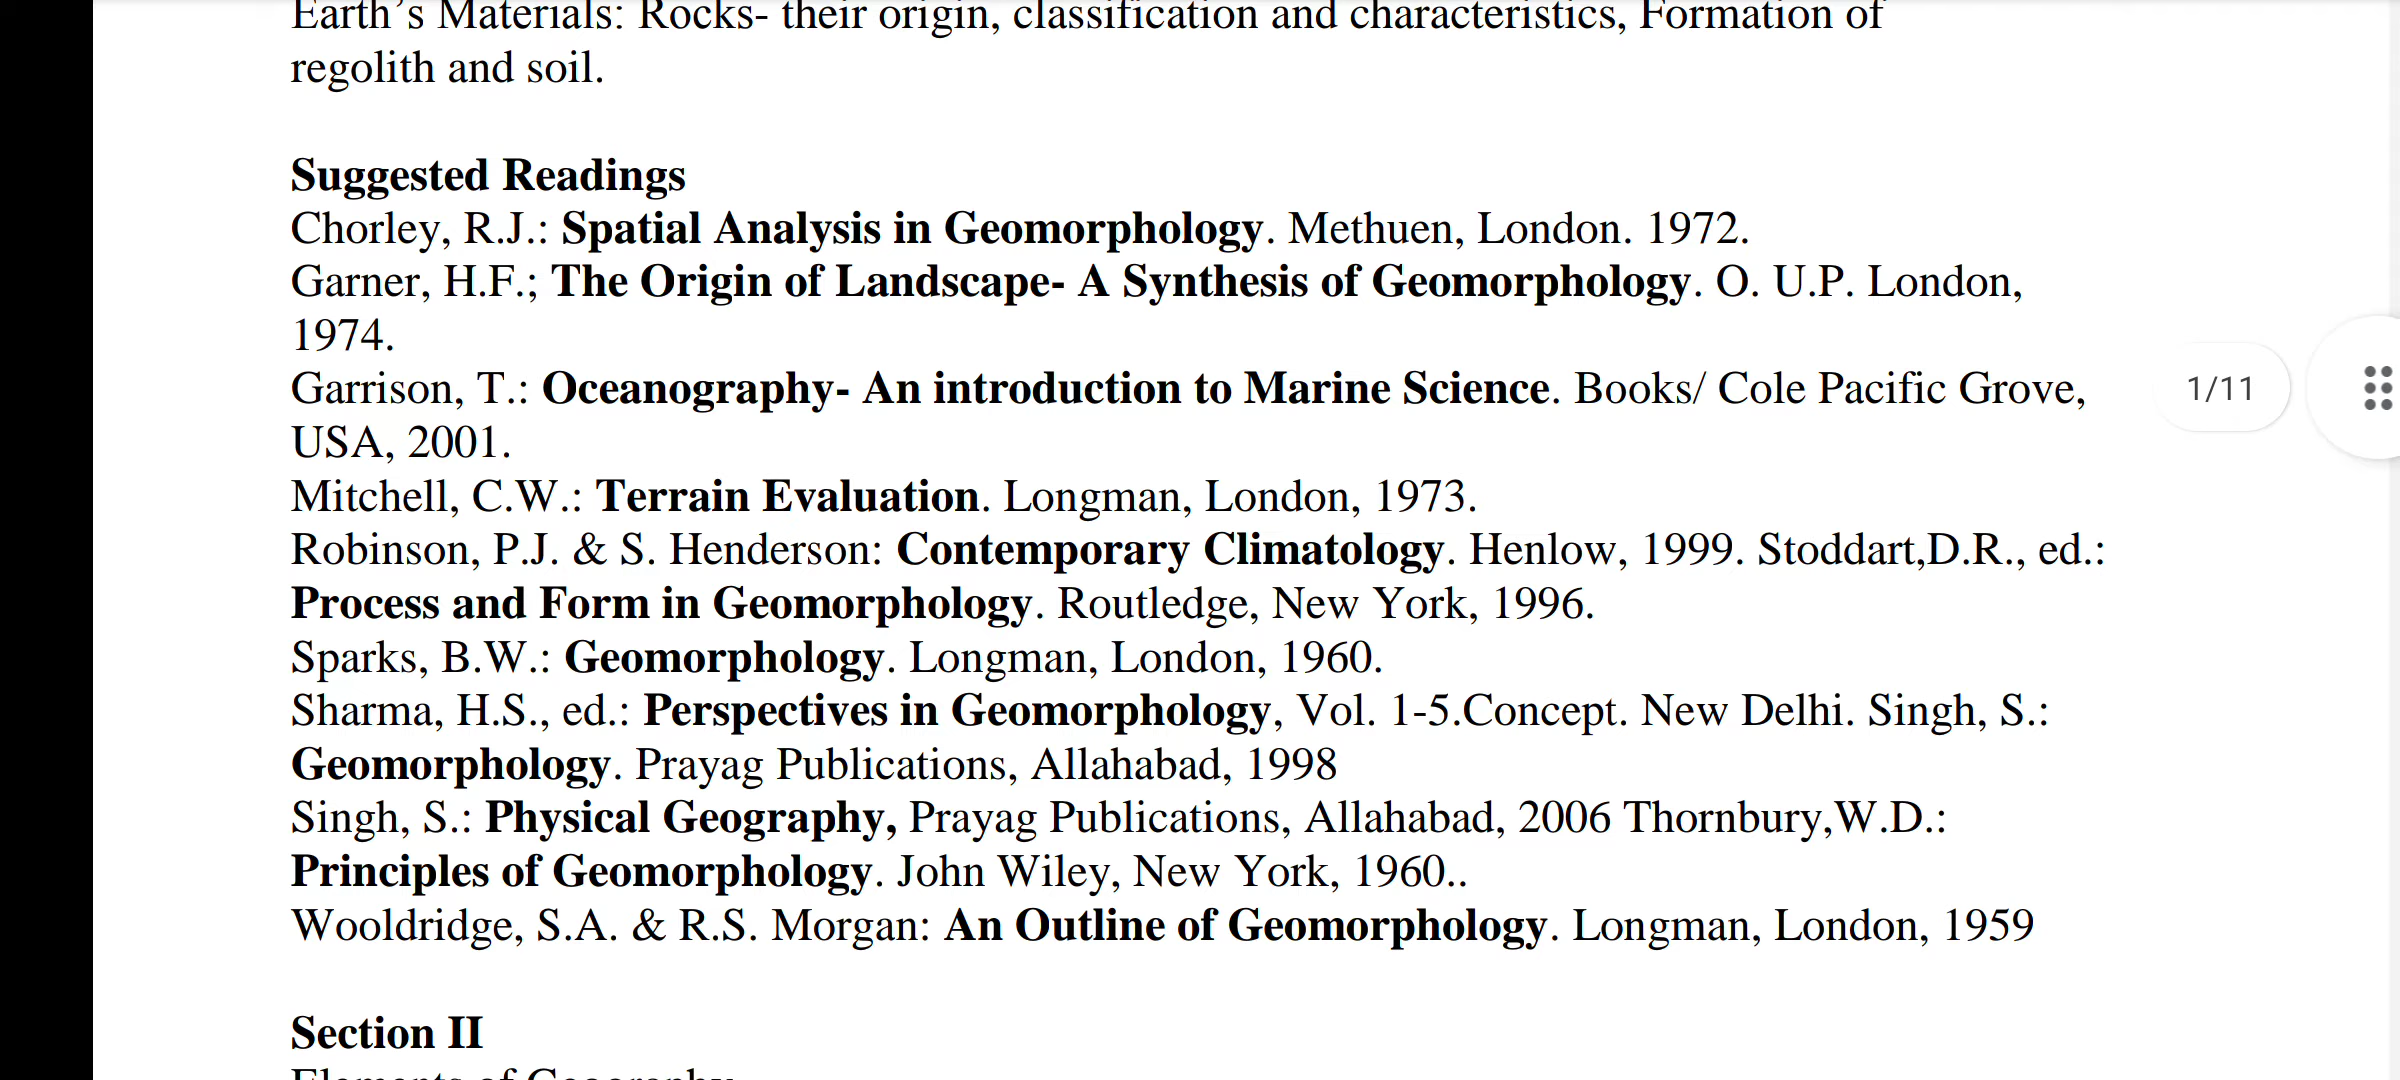 Earth’s Materials: Rocks- their origin, classification and characteristics, Formation of
regolith and soil.
Suggested Readings
Chorley, R.J.: Spatial Analysis in Geomorphology. Methuen, London. 1972.
Garner, H.F.; The Origin of Landscape- A Synthesis of Geomorphology. O. U.P. London,
1974.
Garrison, T.: Oceanography- An introduction to Marine Science. Books/ Cole Pacific Grove,
USA, 2001.
1/11
Mitchell, C.W.: Terrain Evaluation. Longman, London, 1973.
Robinson, P.J. & S. Henderson: Contemporary Climatology. Henlow, 1999. Stoddart,D.R., ed.:
Process and Form in Geomorphology. Routledge, New York, 1996.
Sparks, B.W.: Geomorphology. Longman, London, 1960.
Sharma, H.S., ed.: Perspectives in Geomorphology, Vol. 1-5.Concept. New Delhi. Singh, S.:
Geomorphology. Prayag Publications, Allahabad, 1998
Singh, S.: Physical Geography, Prayag Publications, Allahabad, 2006 Thornbury,W.D.:
Principles of Geomorphology. John Wiley, New York, 1960..
Wooldridge, S.A. & R.S. Morgan: An Outline of Geomorphology. Longman, London, 1959
Section II
Elements of Geography